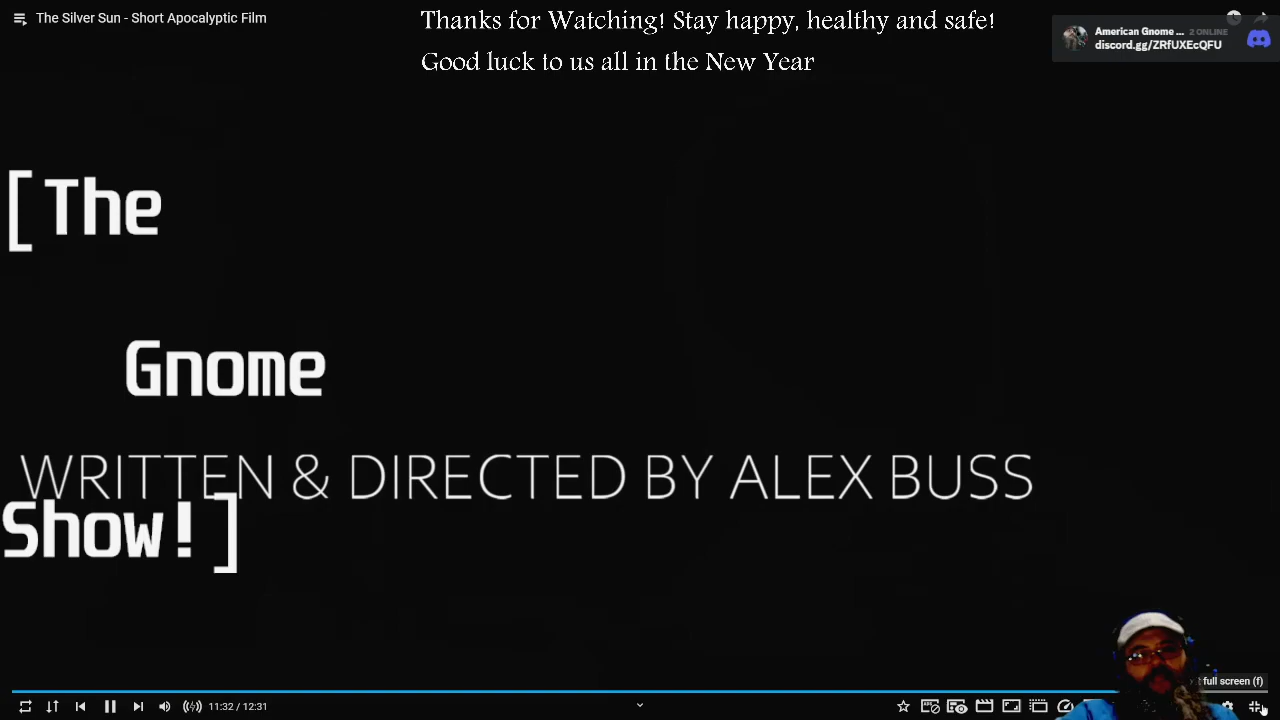 The Silver Sun - Short Apocalyptic Film
Thanks for Watching! Stay happy, healthy and safe!
Good luck to us all in the New Year
American Gnome ... 2 ONLINE
discord.gg/ZRfUXEcQFU
[The
Gnome
WRITTEN & DIRECTED BY ALEX BUSS
Show!]
full screen (f)
11:32 / 12:31